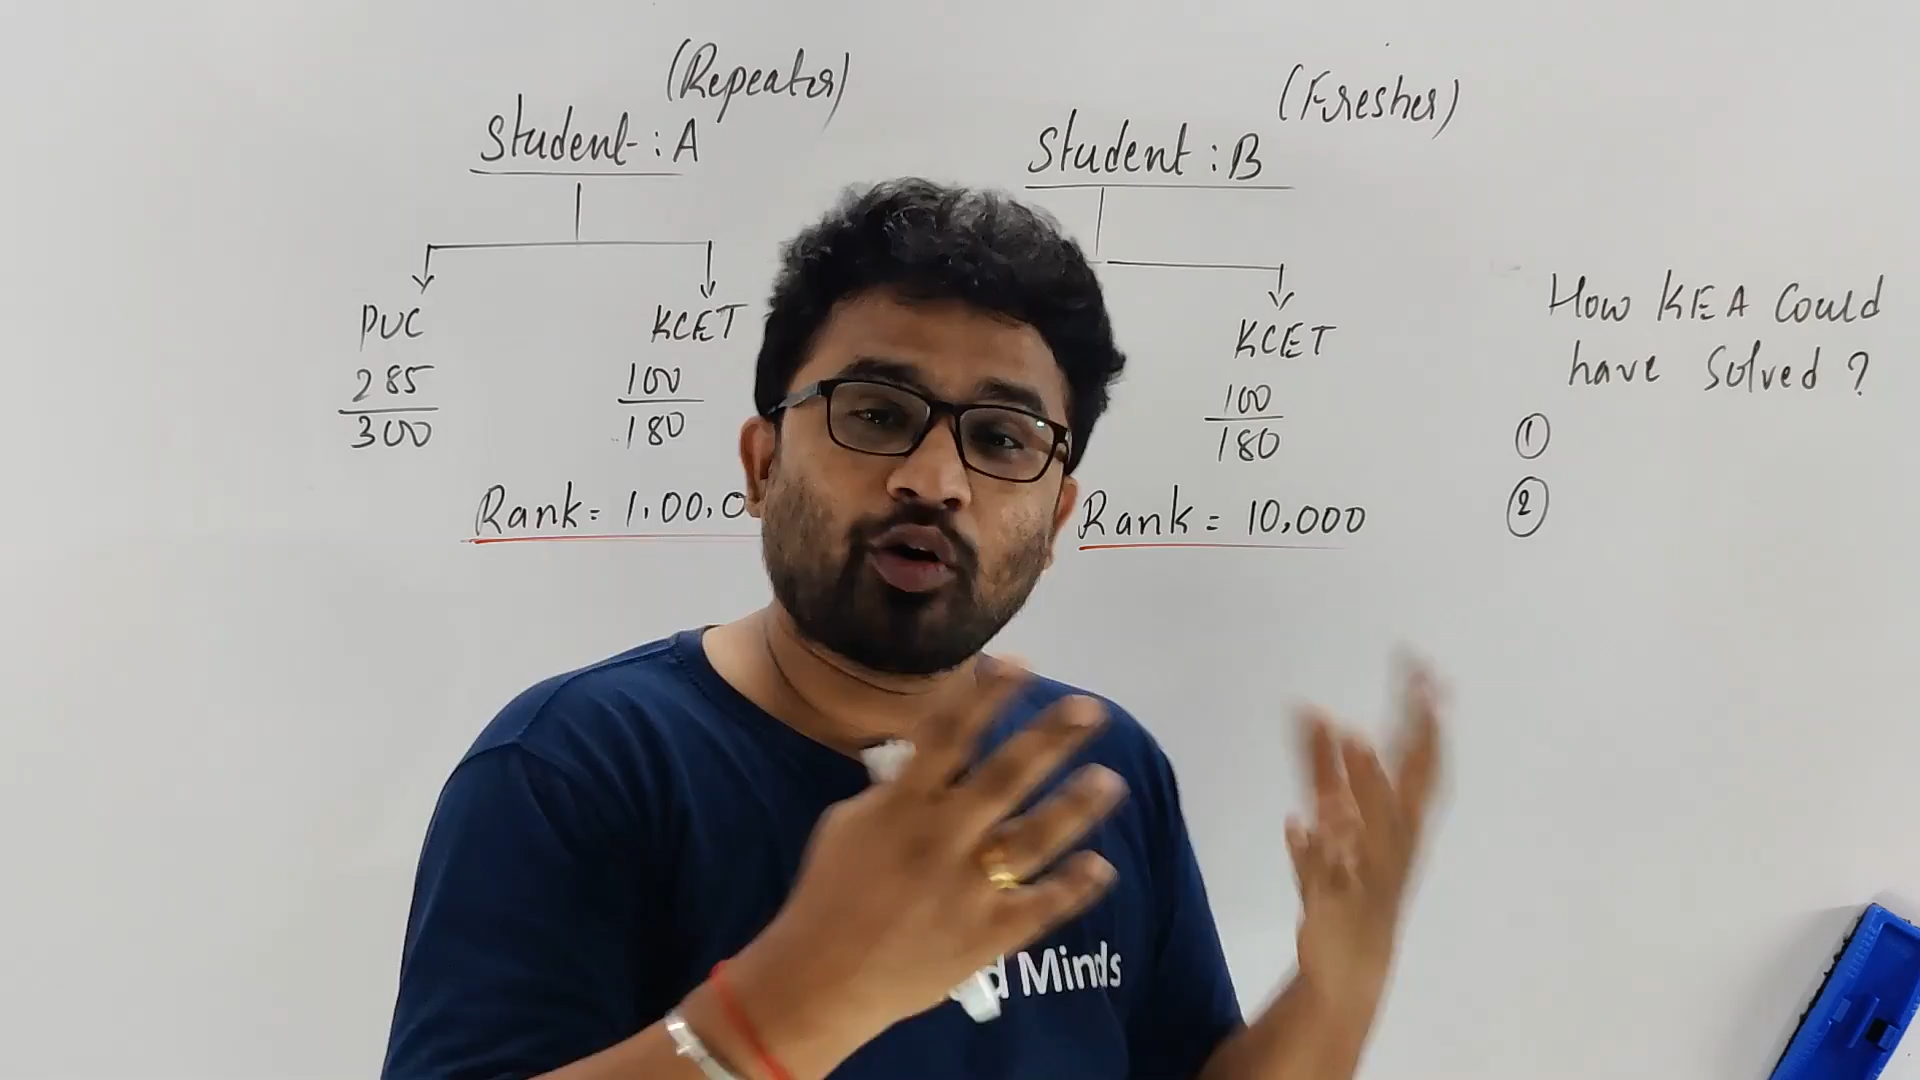 (Repeater)
Student : A
PUC
285
300
KCET
100
180
Rank = 1,00,0
(Fresher)
Student : B
KCET
100
180
Rank = 10,000
How KEA Could
have Solved ?
1
2
d Minds